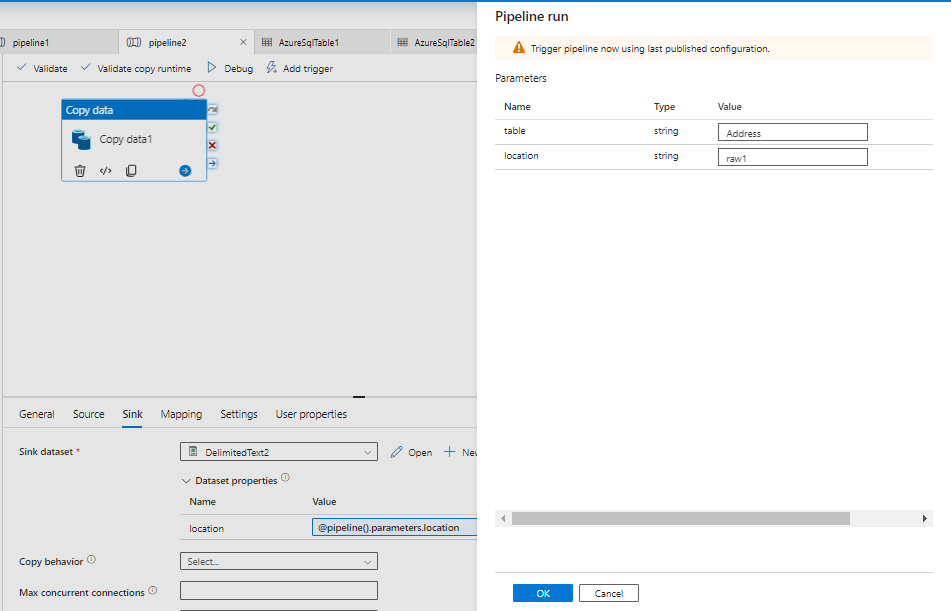 pipeline1
pipeline2
AzureSqlTable1
AzureSqlTable2
Validate
Validate copy runtime
Debug
Add trigger
Copy data
Copy data1
General
Source
Sink
Mapping
Settings
User properties
Sink dataset *
DelimitedText2
Open
Dataset properties
Name
Value
location
@pipeline().parameters.location
Copy behavior
Select...
Max concurrent connections
Pipeline run
Trigger pipeline now using last published configuration.
Parameters
Name Type Value
table string Address
location string raw1
OK
Cancel